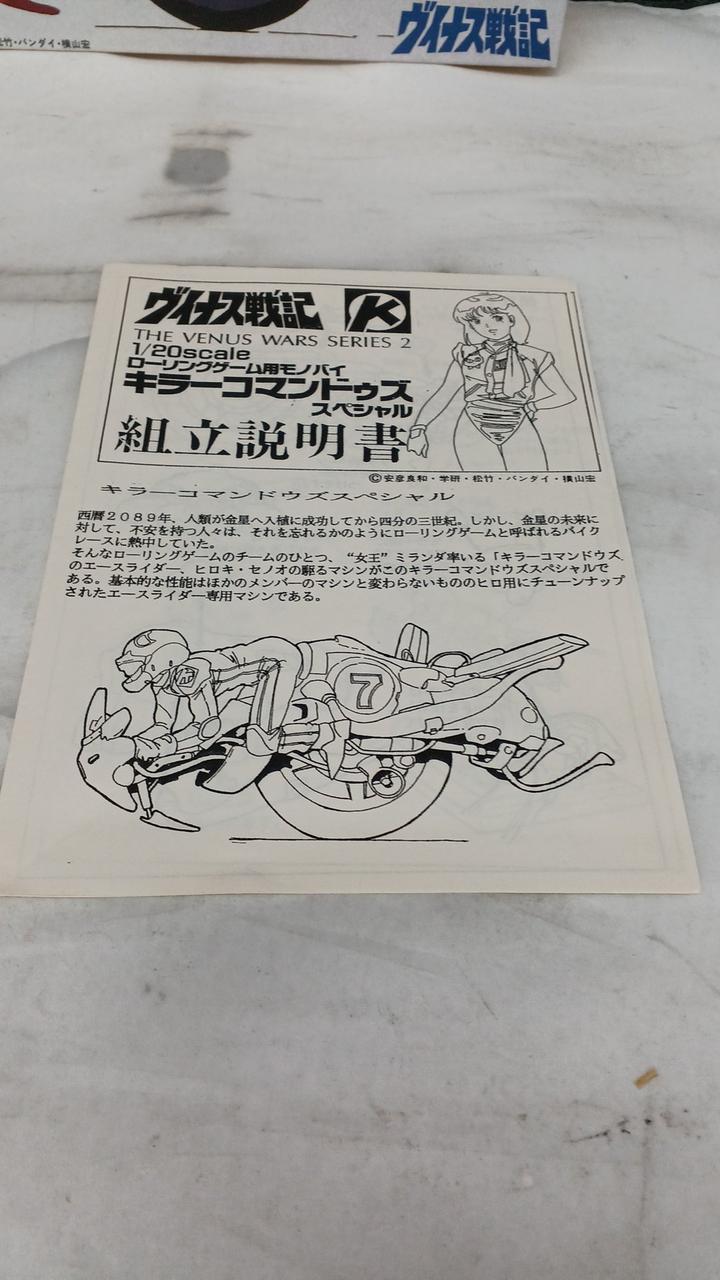 竹・バンダイ・横山宏
ヴイナス戦記
ヴイナス戦記 K
THE VENUS WARS SERIES 2
1/20scale
ローリングゲーム用モノバイ
キラーコマンドゥズ
スペシャル
組立説明書
©安彦良和・学研・松竹・バンダイ・横山宏
キラーコマンドウズスペシャル
西暦2089年、人類が金星へ入植に成功してから四分の三世紀。しかし、金星の未来に
対して、不安を持つ人々は、それを忘れるかのようにローリングゲームと呼ばれるバイク
レースに熱中していた。
そんなローリングゲームのチームのひとつ、“女王”ミランダ率いる「キラーコマンドウズ
のエースライダー、ヒロキ・セノオの駆るマシンがこのキラーコマンドウズスペシャルで
ある。基本的な性能はほかのメンバーのマシンと変わらないもののヒロ用にチューンナップ
されたエースライダー専用マシンである。
7